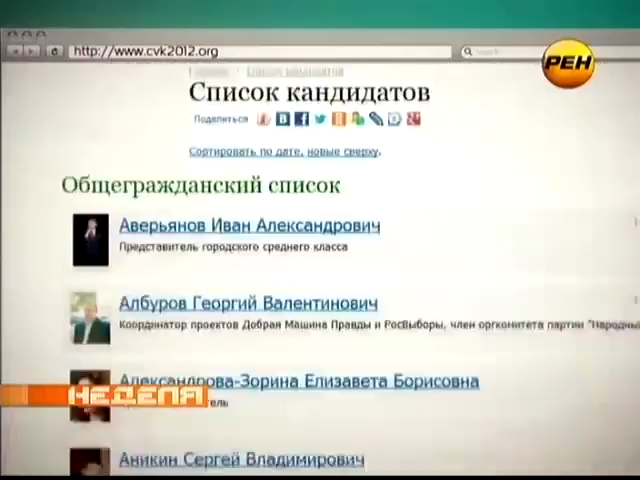 http://www.cvk2012.org
РЕН
Список кандидатов
Список кандидатов
Поделиться
Сортировать по дате, новые сверху.
Общегражданский список
Аверьянов Иван Александрович
Представитель городского среднего класса
Албуров Георгий Валентинович
Координатор проектов Добрая Машина Правды и РосВыборы, член оргкомитета партии "Народный
Александрова-Зорина Елизавета Борисовна
НЕДЕЛЯ
Аникин Сергей Владимирович